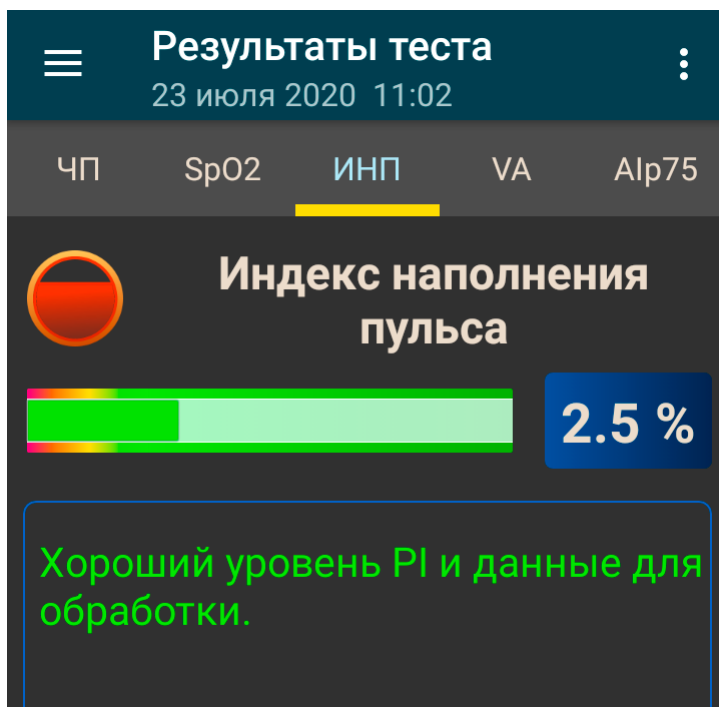 Результаты теста
23 июля 2020 11:02
ЧП SpO2 ИНП VA AIp75
Индекс наполнения
пульса
2.5 %
Хороший уровень PI и данные для
обработки.